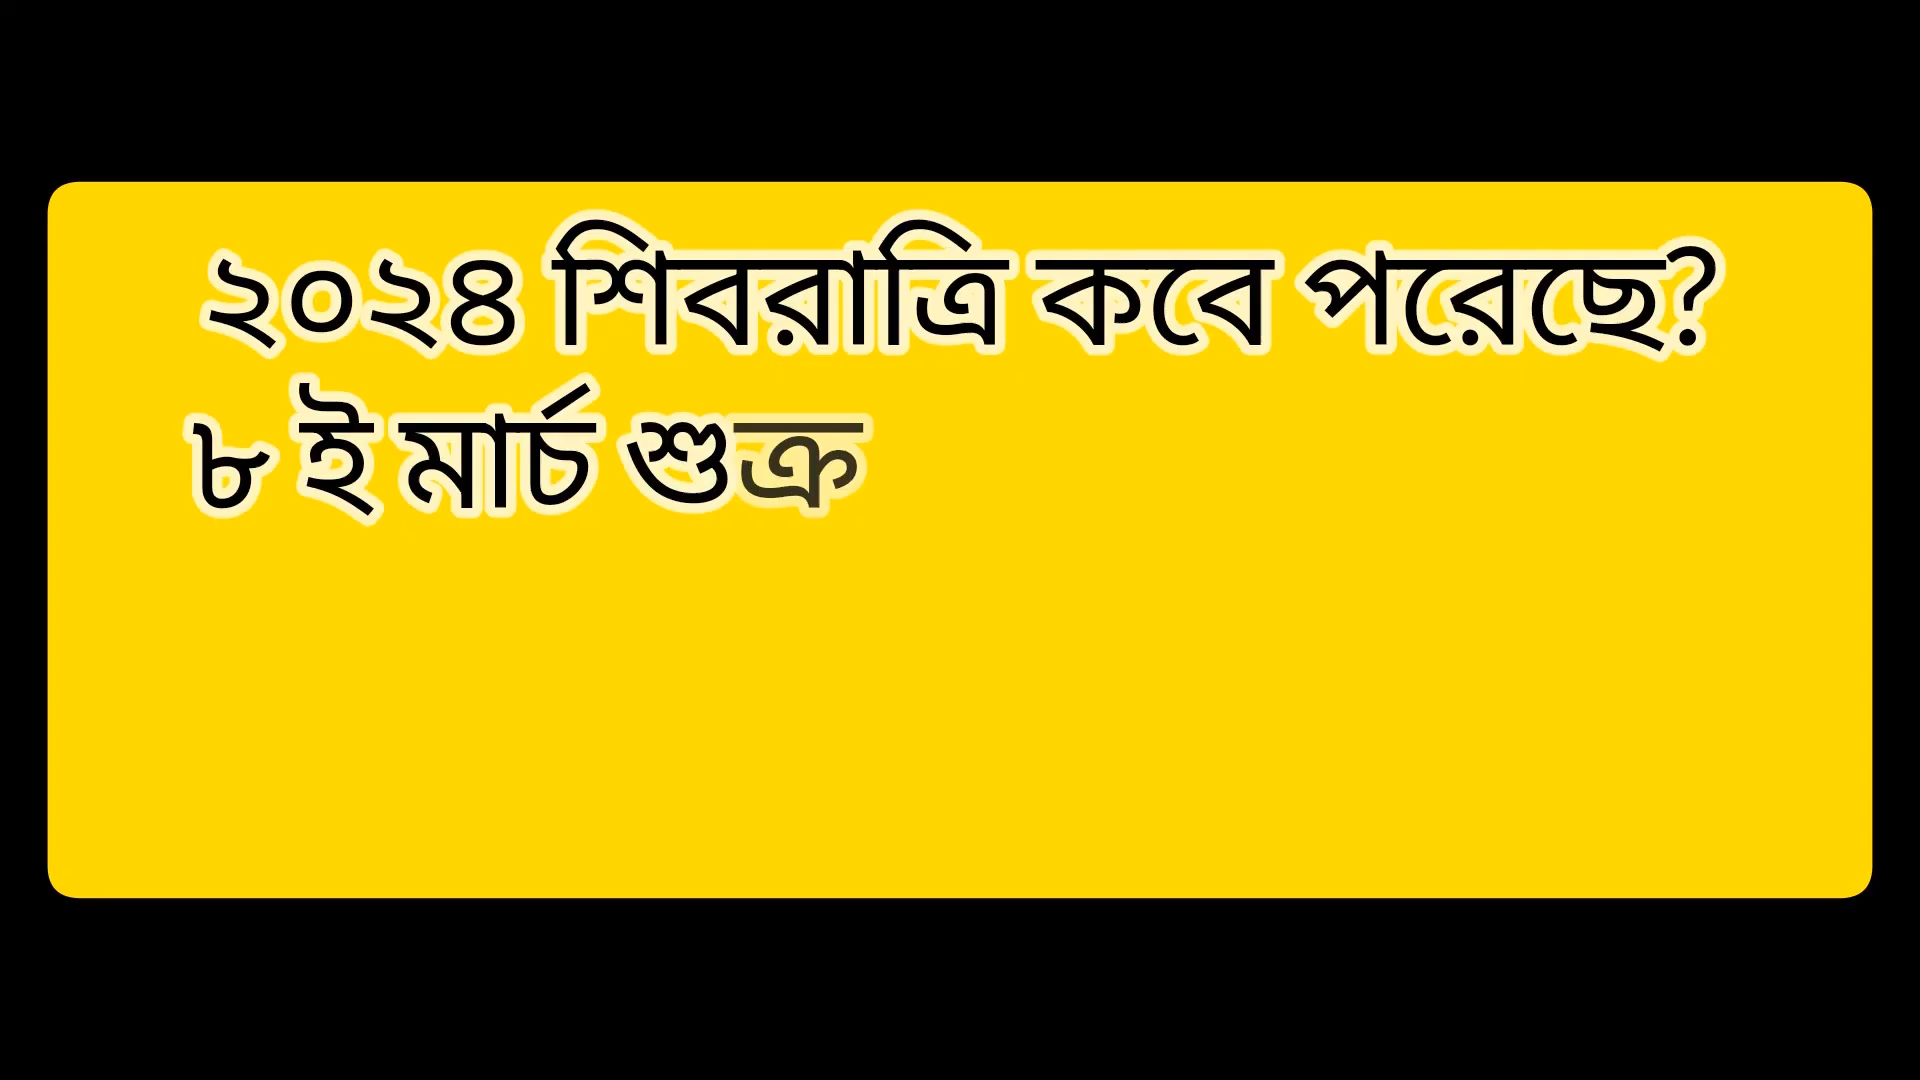 ২০২৪ শিবরাত্রি কবে পরেছে?
৮ ই মার্চ শুক্র